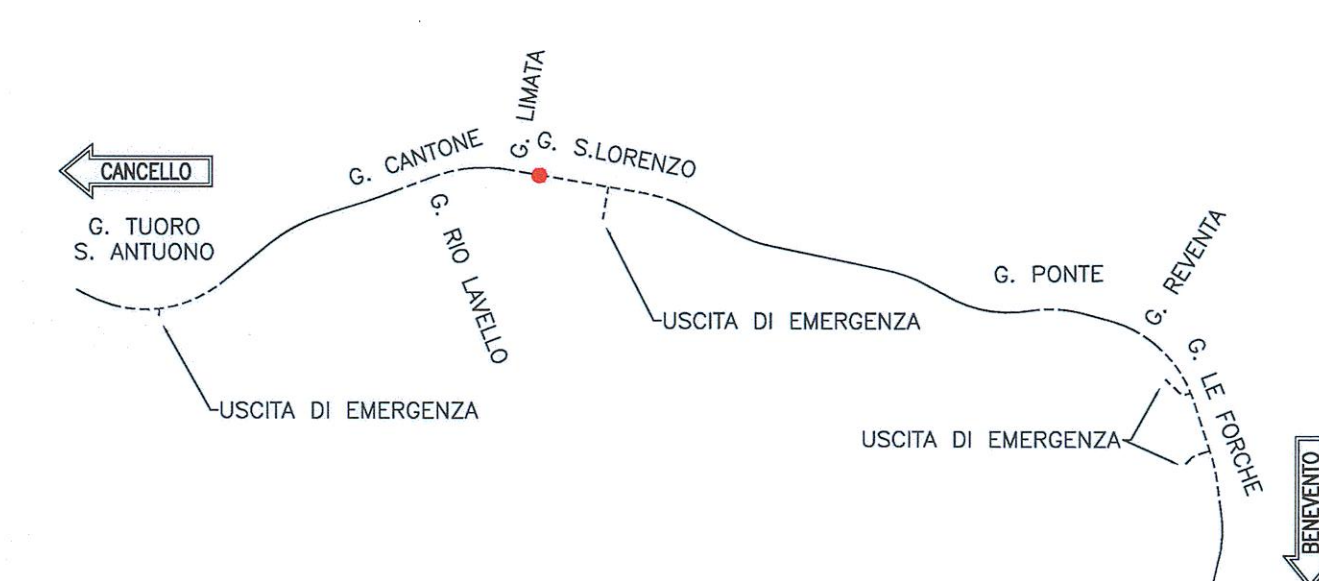 G. LIMATA
G. CANTONE
G. S.LORENZO
CANCELLO
G. TUORO
S. ANTUONO
G. RIO LAVELLO
G. REVENTA
G. PONTE
USCITA DI EMERGENZA
G. LE FORCHE
USCITA DI EMERGENZA
USCITA DI EMERGENZA
BENEVENTO